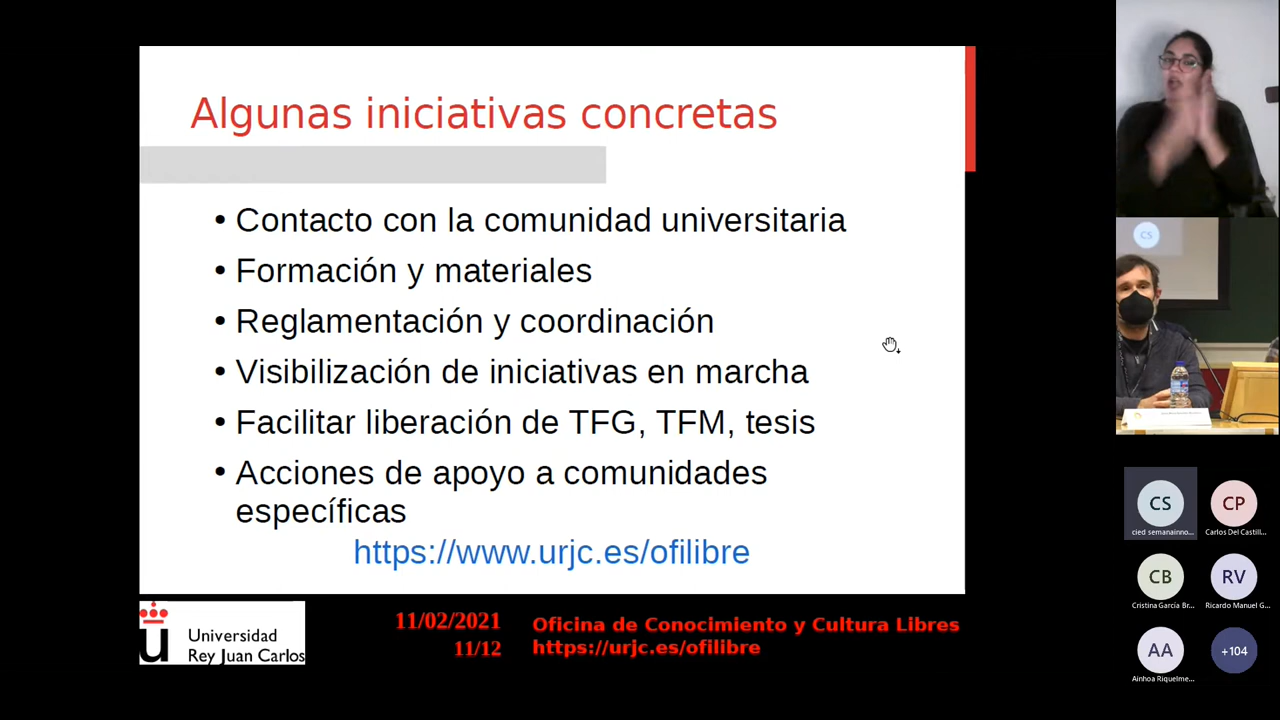 Algunas iniciativas concretas
• Contacto con la comunidad universitaria
• Formación y materiales
• Reglamentación y coordinación
• Visibilización de iniciativas en marcha
• Facilitar liberación de TFG, TFM, tesis
• Acciones de apoyo a comunidades
específicas
https://www.urjc.es/ofilibre
u
Universidad
Rey Juan Carlos
11/02/2021
11/12
Oficina de Conocimiento y Cultura Libres
https://urjc.es/ofilibre
CS
CS
cied semanainno...
CP
Carlos Del Castill...
CB
Cristina García Br...
RV
Ricardo Manuel G...
AA
Ainhoa Riquelme...
+104